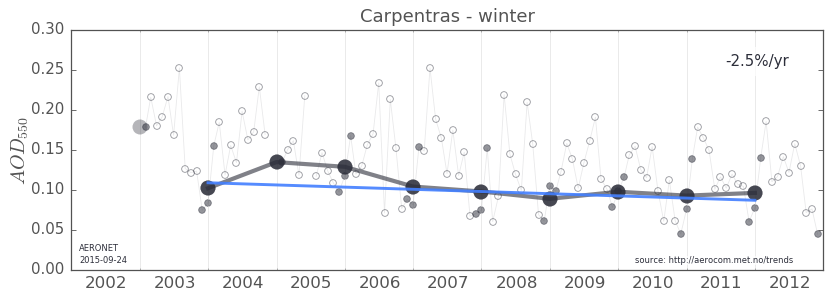 Carpentras - winter
0.30
0.25
0.20
0.15
0.10
0.05
0.00
AOD550
-2.5%/yr
AERONET
2015-09-24
source: http://aerocom.met.no/trends
2002 2003 2004 2005 2006 2007 2008 2009 2010 2011 2012